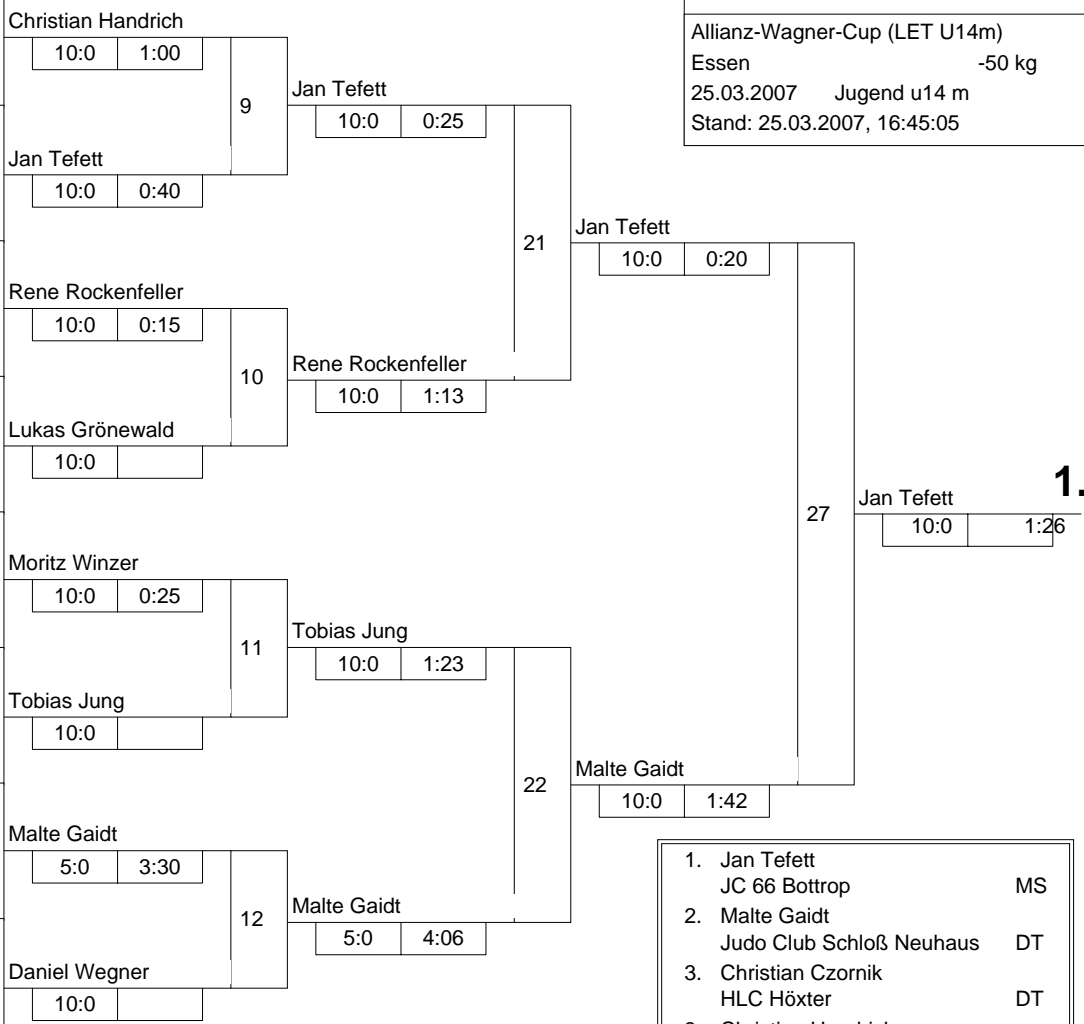 Allianz-Wagner-Cup (LET U14m)
Essen -50 kg
25.03.2007 Jugend u14 m
Stand: 25.03.2007, 16:45:05
Christian Handrich
10:0 1:00
9
Jan Tefett
10:0 0:25
Jan Tefett
10:0 0:40
21
Jan Tefett
10:0 0:20
Rene Rockenfeller
10:0 0:15
10
Rene Rockenfeller
10:0 1:13
Lukas Grönewald
10:0
27
Jan Tefett 1.
10:0 1:26
Moritz Winzer
10:0 0:25
11
Tobias Jung
10:0 1:23
Tobias Jung
10:0
22
Malte Gaidt
10:0 1:42
Malte Gaidt
5:0 3:30
12
Malte Gaidt
5:0 4:06
Daniel Wegner
10:0
1. Jan Tefett
JC 66 Bottrop MS
2. Malte Gaidt
Judo Club Schloß Neuhaus DT
3. Christian Czornik
HLC Höxter DT